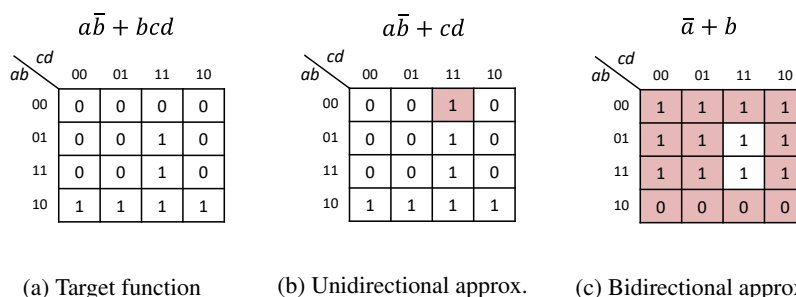 ab̄ + bcd
cd
ab
00 01 11 10
00 0 0 0 0
01 0 0 1 0
11 0 0 1 0
10 1 1 1 1
(a) Target function
ab̄ + cd
cd
ab
00 01 11 10
00 0 0 1 0
01 0 0 1 0
11 0 0 1 0
10 1 1 1 1
(b) Unidirectional approx.
ā + b
cd
ab
00 01 11 10
00 1 1 1 1
01 1 1 1 1
11 1 1 1 1
10 0 0 0 0
(c) Bidirectional approx